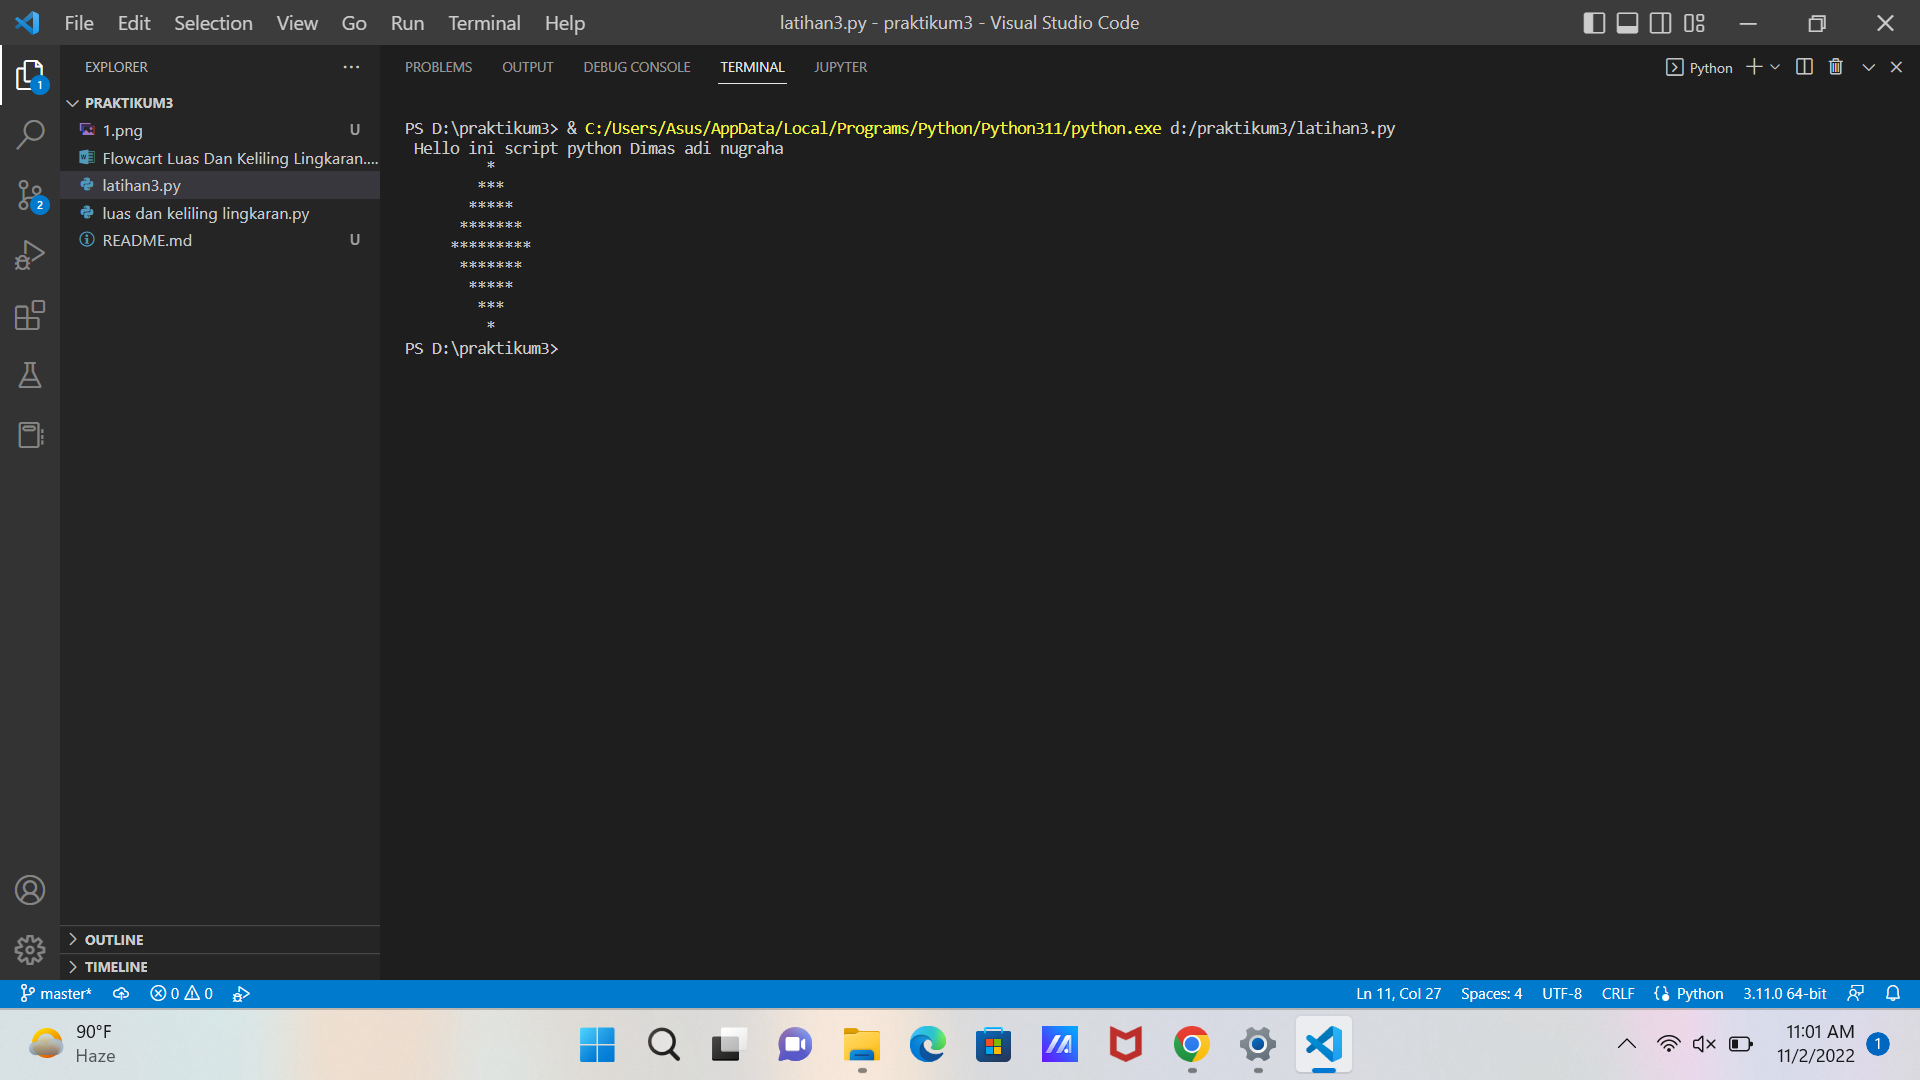 File Edit Selection View Go Run Terminal Help
latihan3.py - praktikum3 - Visual Studio Code
EXPLORER
PROBLEMS OUTPUT DEBUG CONSOLE TERMINAL JUPYTER
Python
1
PRAKTIKUM3
1.png U
Flowcart Luas Dan Keliling Lingkaran....
latihan3.py
2
luas dan keliling lingkaran.py
README.md U
PS D:\praktikum3> & C:/Users/Asus/AppData/Local/Programs/Python/Python311/python.exe d:/praktikum3/latihan3.py
Hello ini script python Dimas adi nugraha
*
***
*****
*******
*********
*******
*****
***
*
PS D:\praktikum3>
OUTLINE
TIMELINE
master* 0 0 Ln 11, Col 27 Spaces: 4 UTF-8 CRLF Python 3.11.0 64-bit
90°F
Haze
11:01 AM
11/2/2022
1